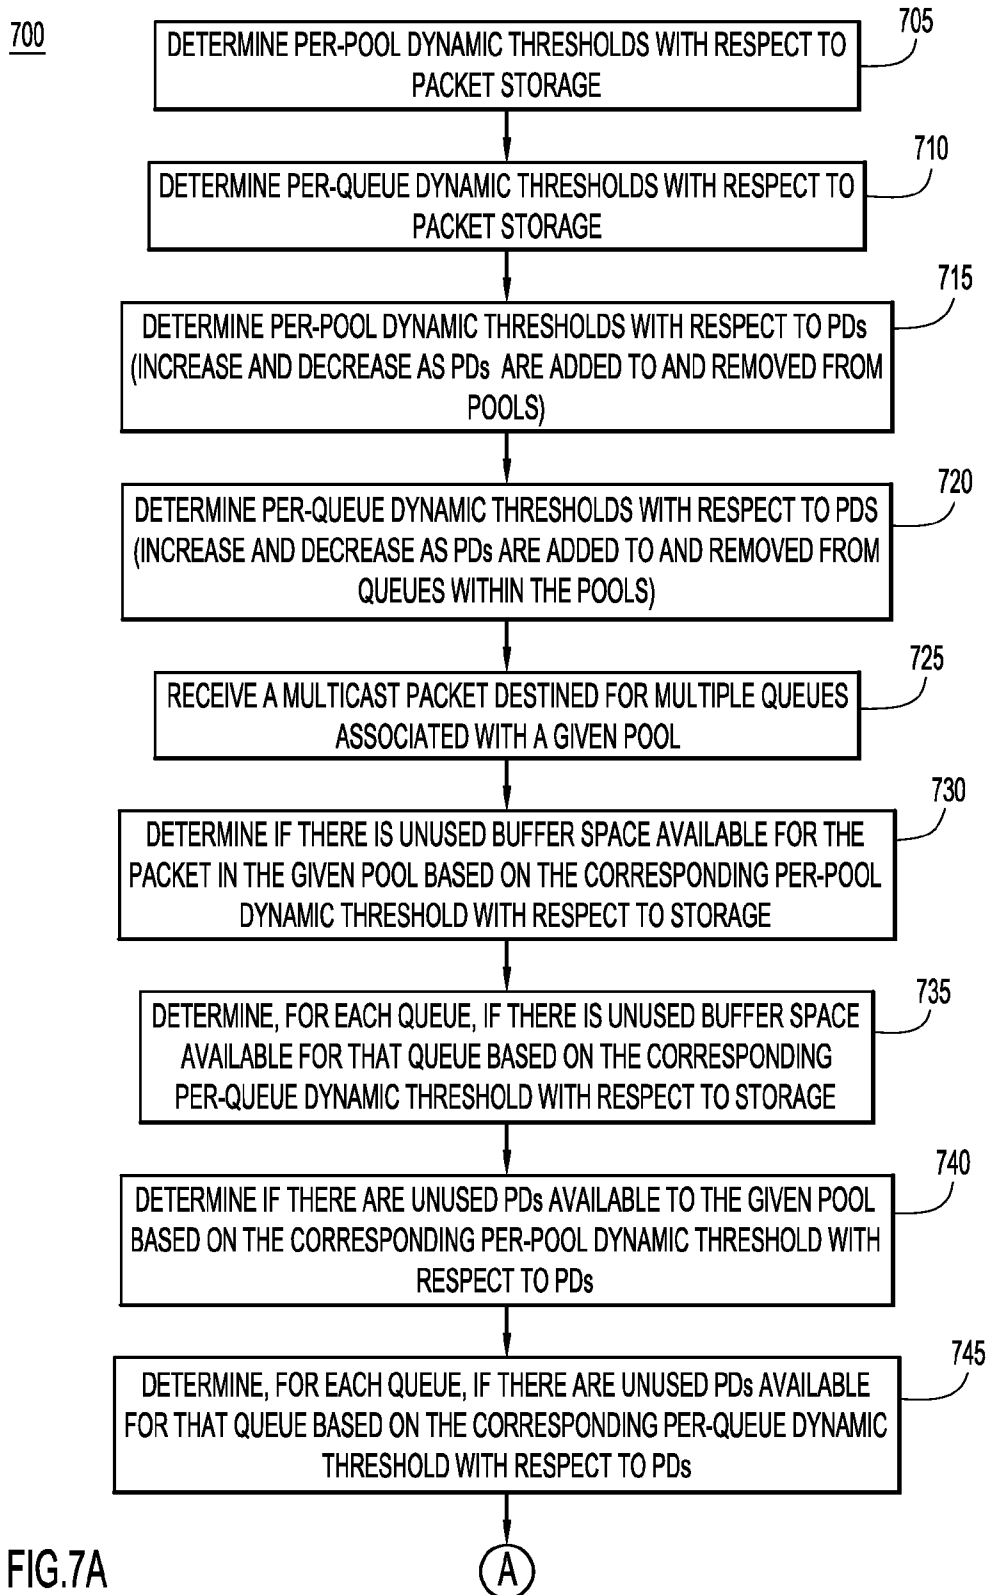 700
705
DETERMINE PER-POOL DYNAMIC THRESHOLDS WITH RESPECT TO
PACKET STORAGE
710
DETERMINE PER-QUEUE DYNAMIC THRESHOLDS WITH RESPECT TO
PACKET STORAGE
715
DETERMINE PER-POOL DYNAMIC THRESHOLDS WITH RESPECT TO PDs
(INCREASE AND DECREASE AS PDs ARE ADDED TO AND REMOVED FROM
POOLS)
720
DETERMINE PER-QUEUE DYNAMIC THRESHOLDS WITH RESPECT TO PDS
(INCREASE AND DECREASE AS PDs ARE ADDED TO AND REMOVED FROM
QUEUES WITHIN THE POOLS)
725
RECEIVE A MULTICAST PACKET DESTINED FOR MULTIPLE QUEUES
ASSOCIATED WITH A GIVEN POOL
730
DETERMINE IF THERE IS UNUSED BUFFER SPACE AVAILABLE FOR THE
PACKET IN THE GIVEN POOL BASED ON THE CORRESPONDING PER-POOL
DYNAMIC THRESHOLD WITH RESPECT TO STORAGE
735
DETERMINE, FOR EACH QUEUE, IF THERE IS UNUSED BUFFER SPACE
AVAILABLE FOR THAT QUEUE BASED ON THE CORRESPONDING
PER-QUEUE DYNAMIC THRESHOLD WITH RESPECT TO STORAGE
740
DETERMINE IF THERE ARE UNUSED PDs AVAILABLE TO THE GIVEN POOL
BASED ON THE CORRESPONDING PER-POOL DYNAMIC THRESHOLD WITH
RESPECT TO PDs
745
DETERMINE, FOR EACH QUEUE, IF THERE ARE UNUSED PDs AVAILABLE
FOR THAT QUEUE BASED ON THE CORRESPONDING PER-QUEUE DYNAMIC
THRESHOLD WITH RESPECT TO PDs
FIG.7A
A